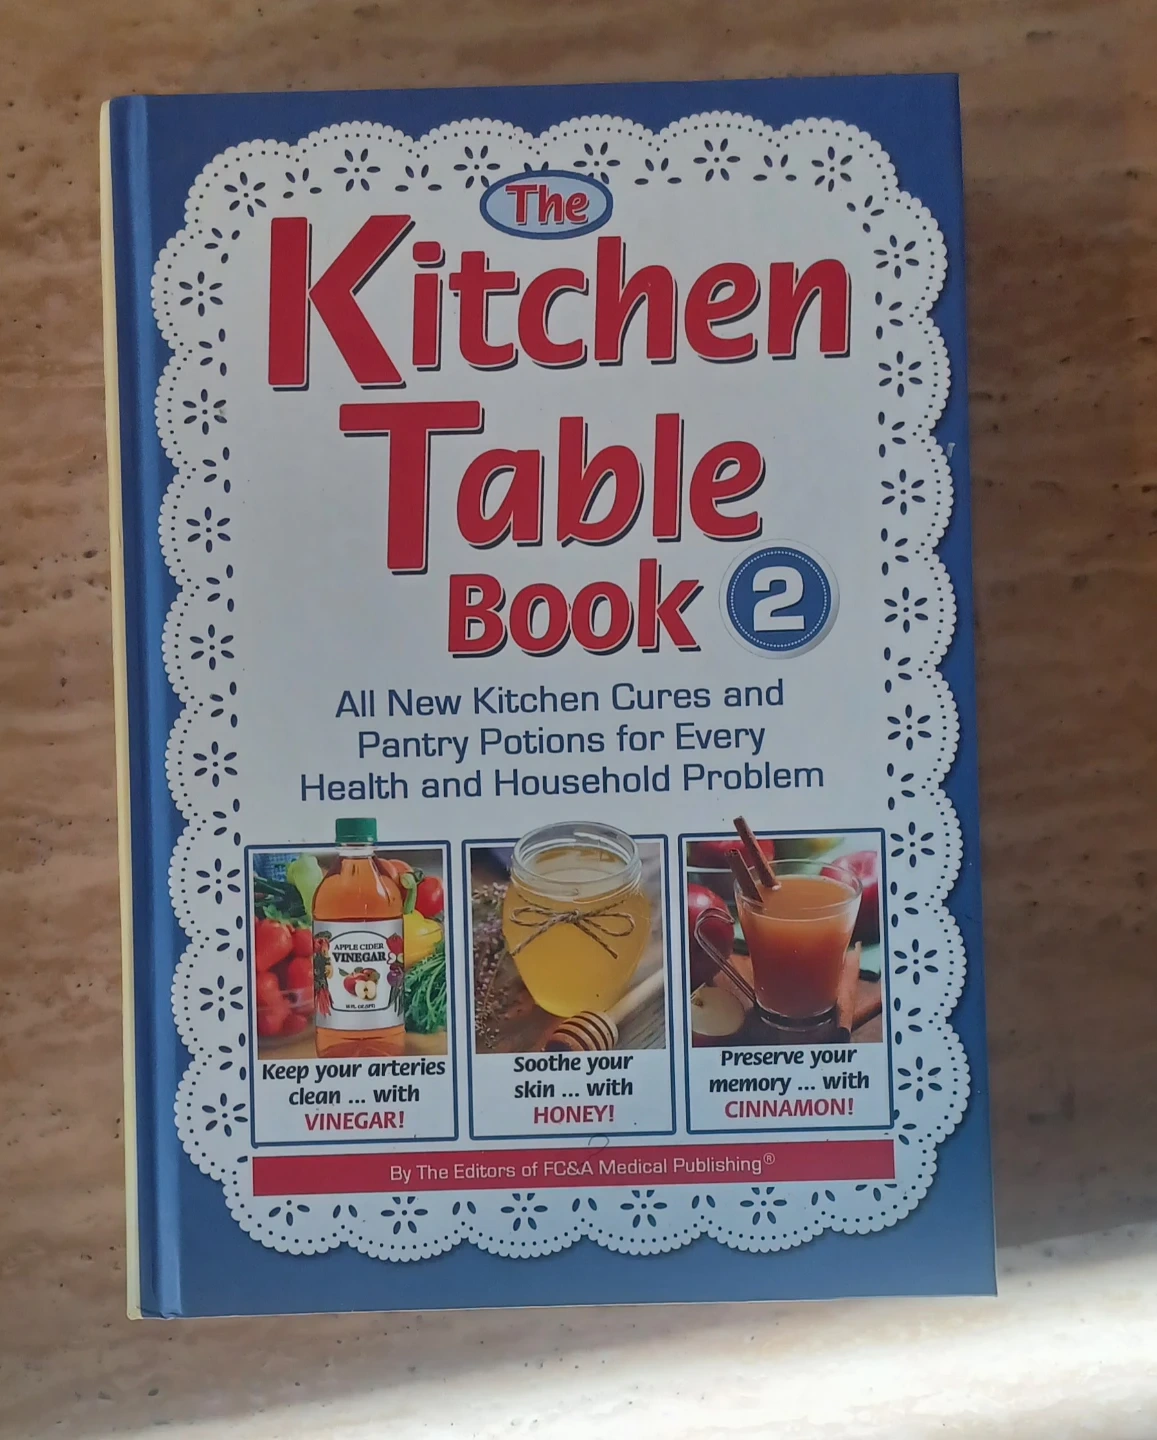 The
Kitchen
Table
Book 2
All New Kitchen Cures and
Pantry Potions for Every
Health and Household Problem
APPLE CIDER
VINEGAR
Keep your arteries
clean ... with
VINEGAR!
Soothe your
skin ... with
HONEY!
Preserve your
memory ... with
CINNAMON!
By The Editors of FC&A Medical Publishing®